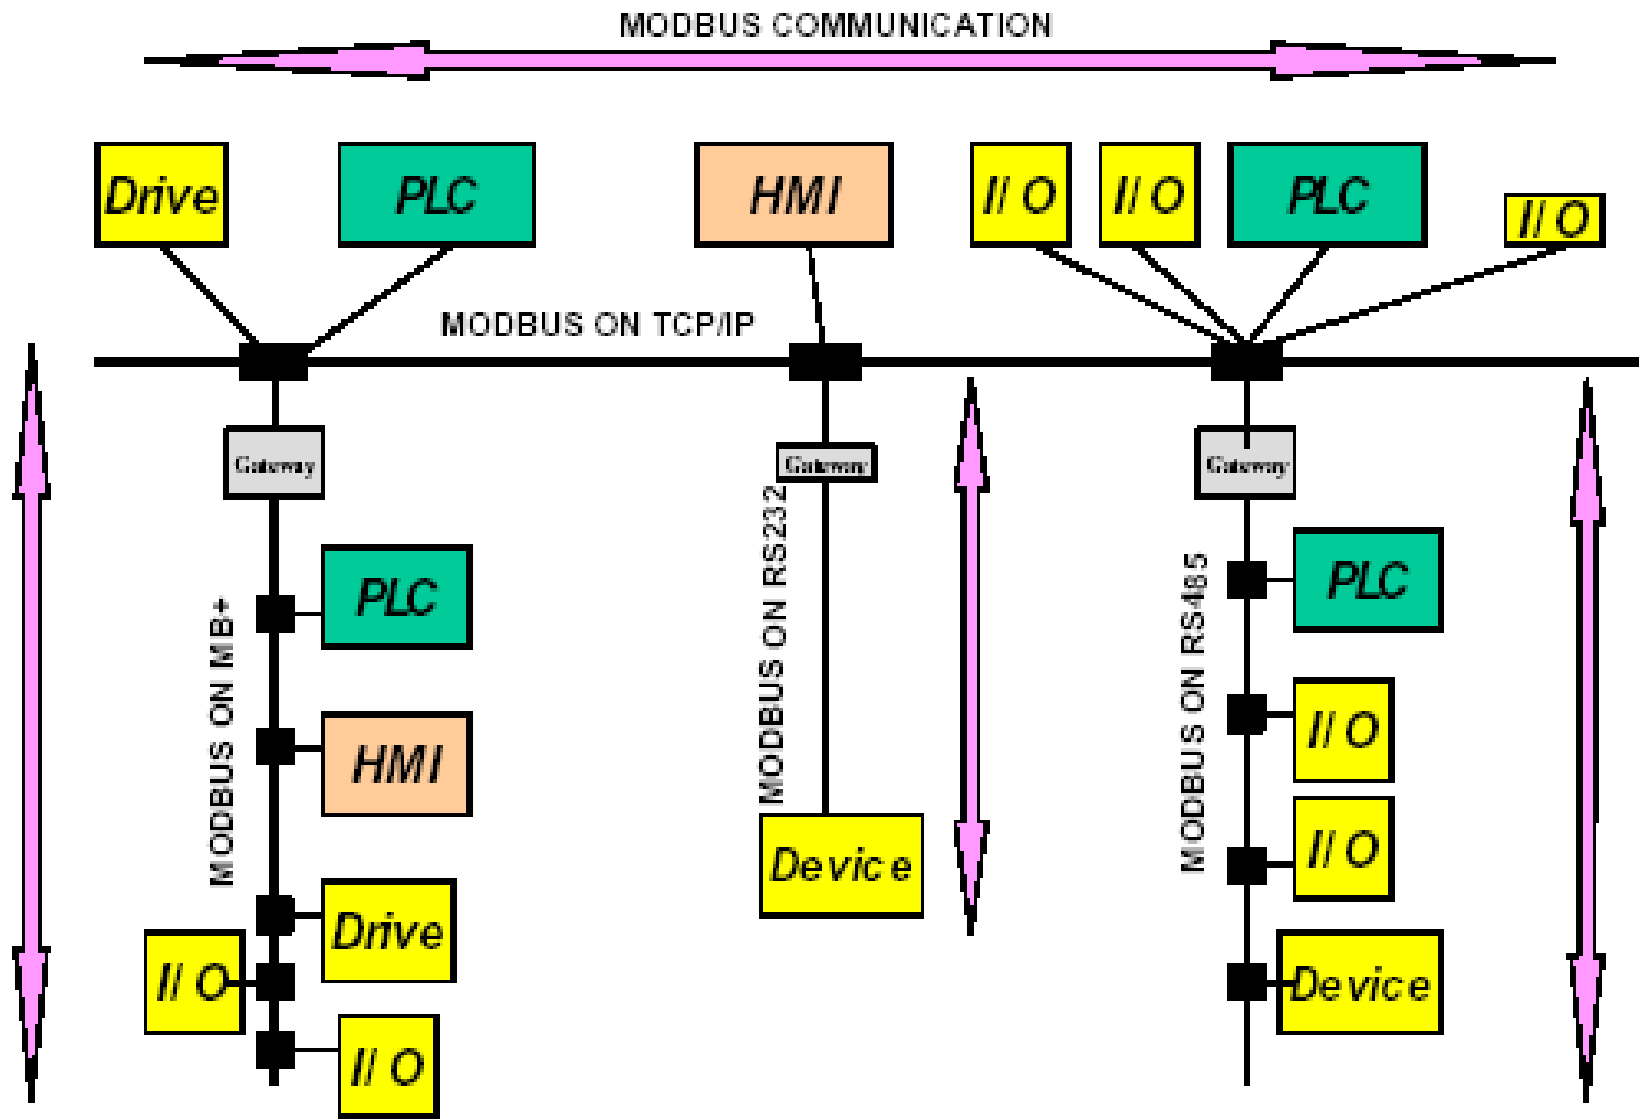 MODBUS COMMUNICATION
Drive
PLC
HMI
I/O
I/O
PLC
I/O
MODBUS ON TCP/IP
Gateway
Gateway
Gateway
MODBUS ON MB+
PLC
HMI
Drive
I/O
I/O
MODBUS ON RS232
Device
MODBUS ON RS485
PLC
I/O
I/O
Device